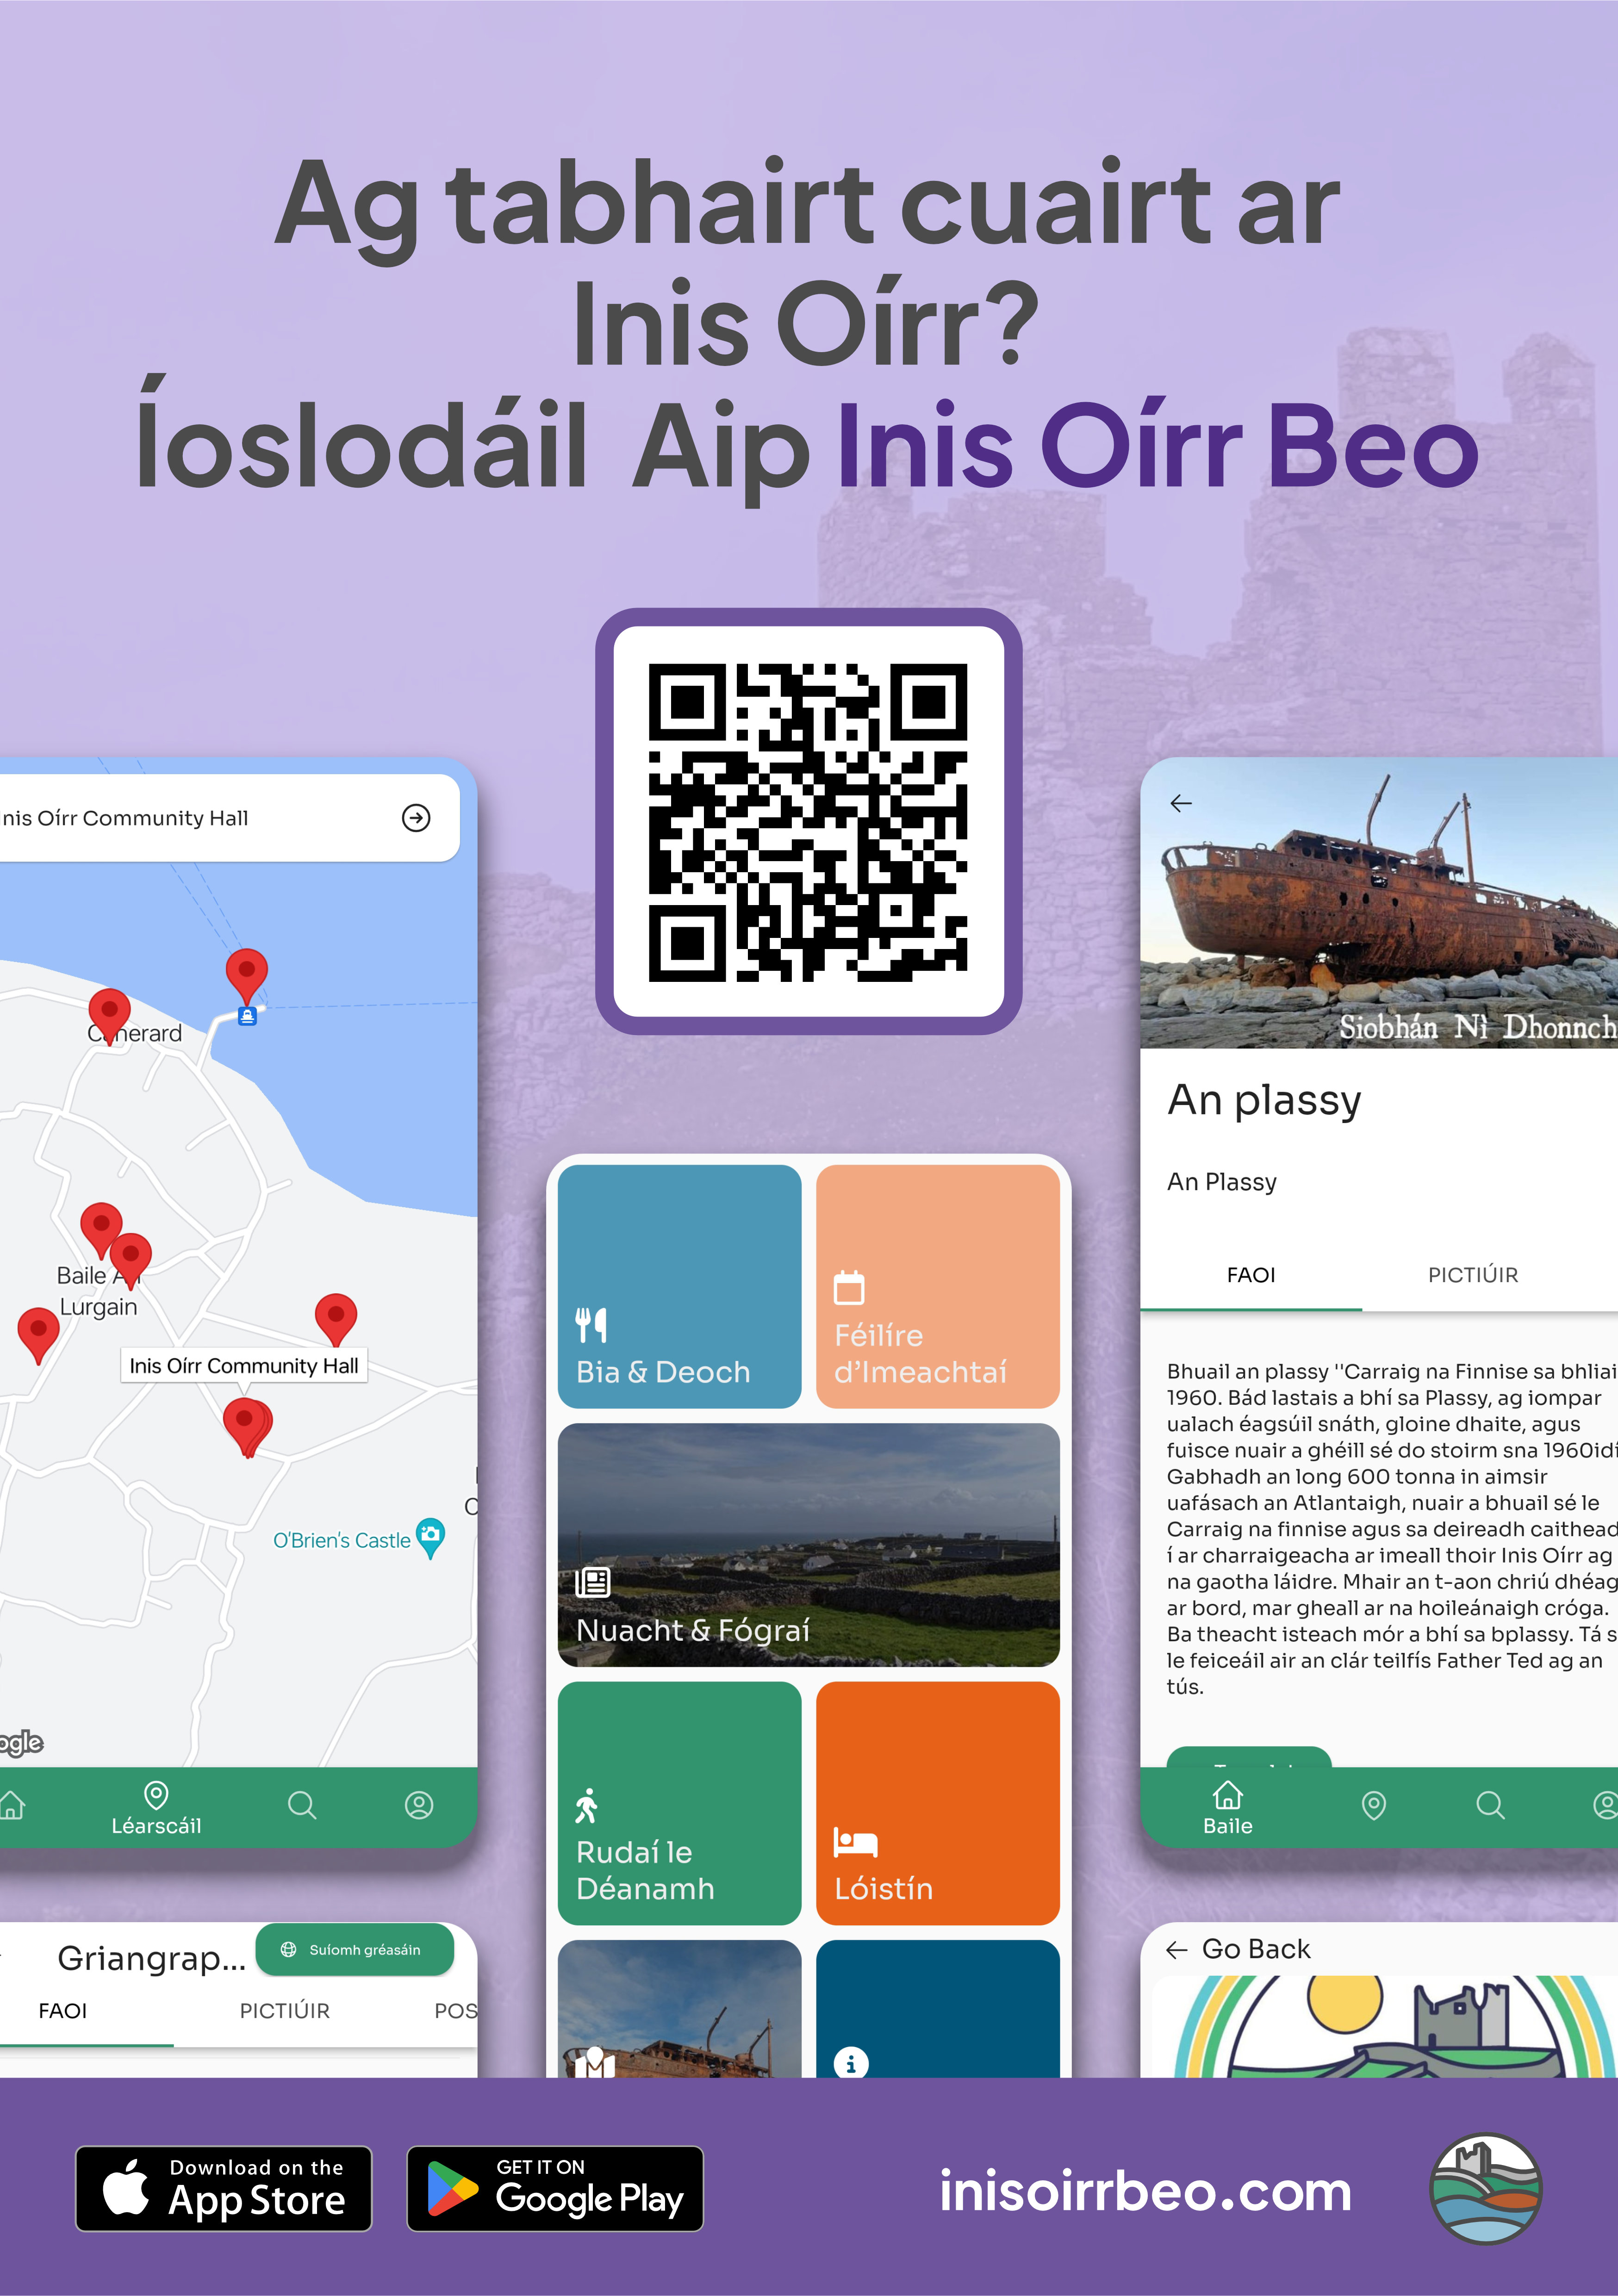 Ag tabhairt cuairt ar
Inis Oírr?
Íoslodáil Aip Inis Oírr Beo
Inis Oírr Community Hall
Baile
Lurgain
Inis Oírr Community Hall
O'Brien's Castle
Léarscáil
Siobhán Nì
An plassy
An Plassy
FAOI
PICTIÚIR
Bhuail an plassy ''Carraig na Finnise sa
1960. Bád lastais a bhí sa Plassy, ag iompar
ualach éagsúil snáth, gloine dhaite, agus
fuisce nuair a ghéill sé do stoirm sna
Gabhadh an long 600 tonna in aimsir
uafásach an Atlantaigh, nuair a bhuail sé le
Carraig na finnise agus sa deireadh
í ar charraigeacha ar imeall thoir Inis Oírr ag
na gaotha láidre. Mhair an t-aon chriú dhéag
ar bord, mar gheall ar na hoileánaigh cróga.
Ba theacht isteach mór a bhí sa bplassy. Tá
le feiceáil air an clár teilfís Father Ted ag an
tús.
Baile
Bia & Deoch
Féilíre
d'Imeachtaí
Nuacht & Fógraí
Rudaí le
Déanamh
Lóistín
Griangrap...
Suíomh gréasáin
FAOI
PICTIÚIR
POS
Go Back
Download on the
App Store
GET IT ON
Google Play
inisoirrbeo.com